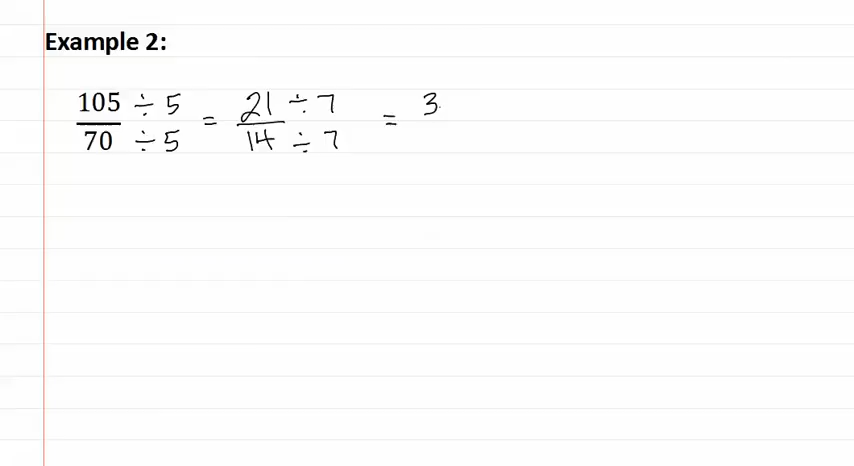 Example 2:
105 ÷ 5 = 21 ÷ 7 = 3
70 ÷ 5 14 ÷ 7